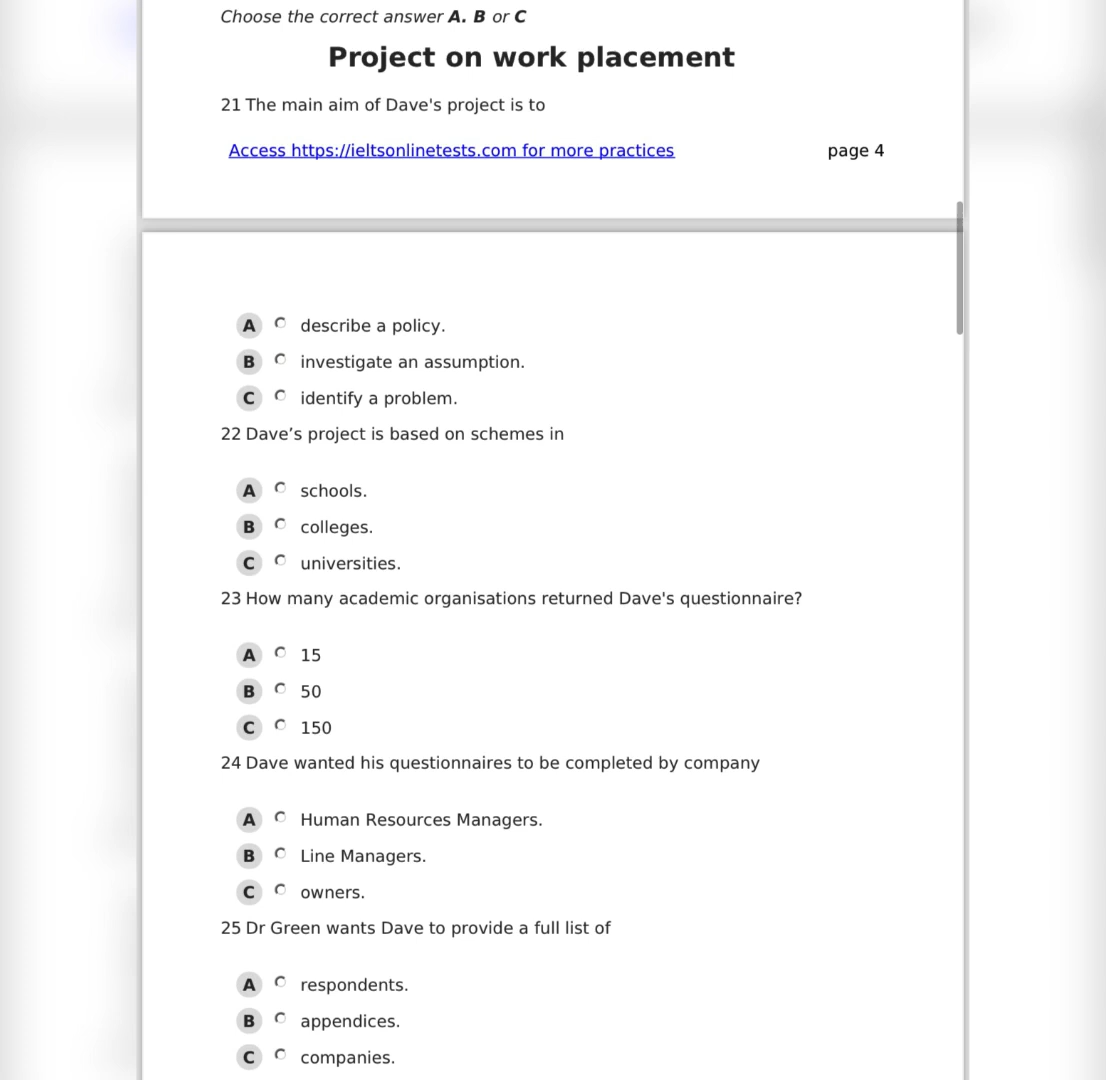 Choose the correct answer A. B or C
Project on work placement
21 The main aim of Dave's project is to
Access https://ieltsonlinetests.com for more practices page 4
A describe a policy.
B investigate an assumption.
C identify a problem.
22 Dave’s project is based on schemes in
A schools.
B colleges.
C universities.
23 How many academic organisations returned Dave's questionnaire?
A 15
B 50
C 150
24 Dave wanted his questionnaires to be completed by company
A Human Resources Managers.
B Line Managers.
C owners.
25 Dr Green wants Dave to provide a full list of
A respondents.
B appendices.
C companies.